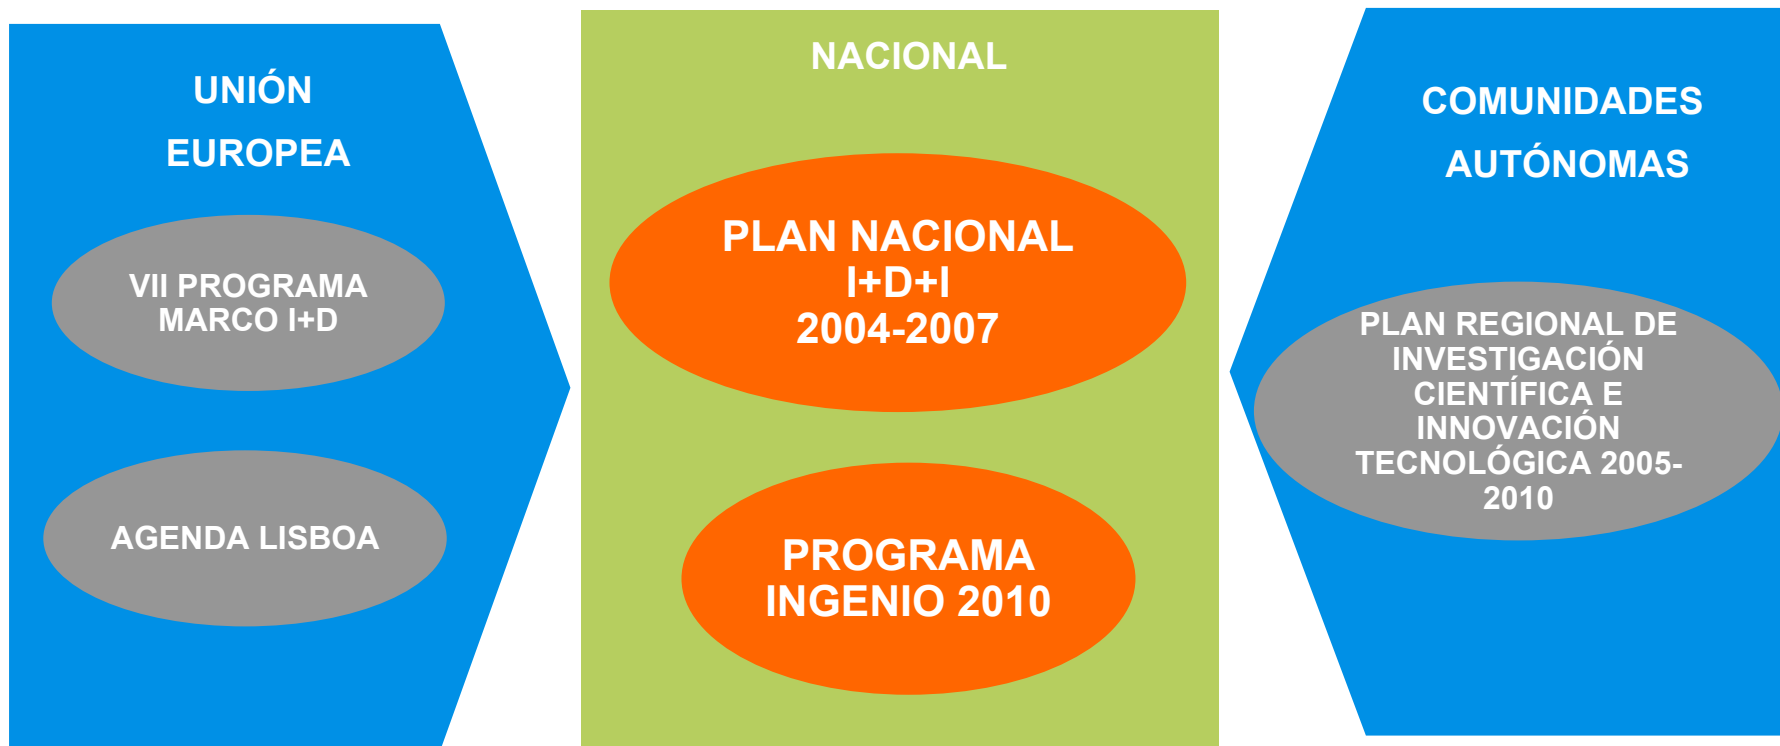 UNIÓN
EUROPEA
VII PROGRAMA
MARCO I+D
AGENDA LISBOA
NACIONAL
PLAN NACIONAL
I+D+I
2004-2007
PROGRAMA
INGENIO 2010
COMUNIDADES
AUTÓNOMAS
PLAN REGIONAL DE
INVESTIGACIÓN
CIENTÍFICA E
INNOVACIÓN
TECNOLÓGICA 2005-
2010